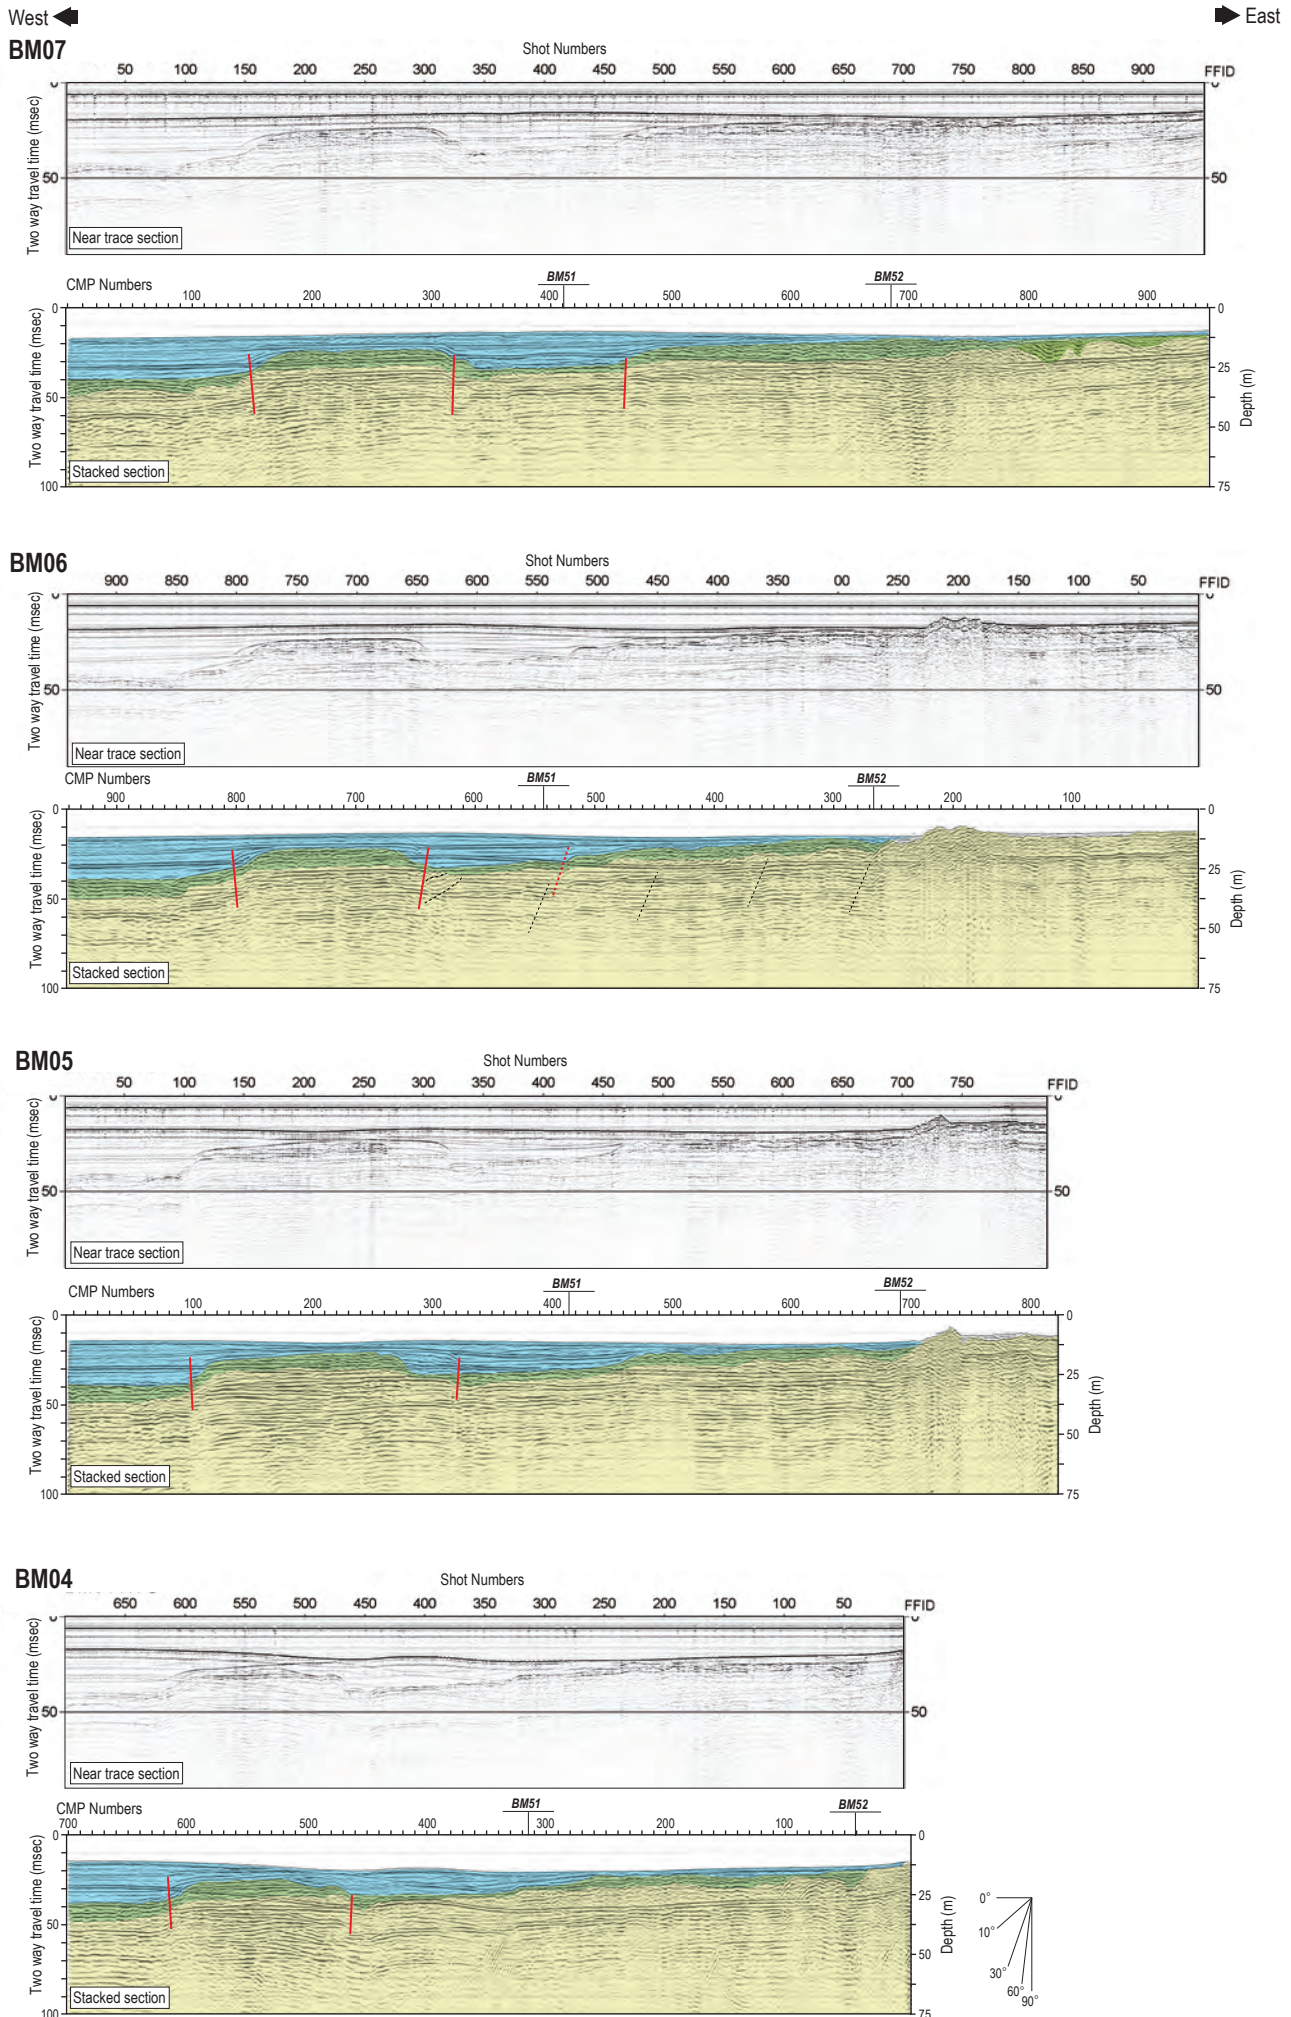 West East
BM07
Shot Numbers
50 100 150 200 250 300 350 400 450 500 550 600 650 700 750 800 850 900 FFID
0 0
Two way travel time (msec)
50 50
Near trace section
CMP Numbers BM51 BM52
100 200 300 400 500 600 700 800 900
0 0
25
50 50
100 75
Two way travel time (msec)
Depth (m)
Stacked section
BM06
Shot Numbers
900 850 800 750 700 650 600 550 500 450 400 350 00 250 200 150 100 50 FFID
0 0
Two way travel time (msec)
50 50
Near trace section
CMP Numbers BM51 BM52
900 800 700 600 500 400 300 200 100
0 0
25
50 50
100 75
Two way travel time (msec)
Depth (m)
Stacked section
BM05
Shot Numbers
50 100 150 200 250 300 350 400 450 500 550 600 650 700 750 FFID
0 0
Two way travel time (msec)
50 50
Near trace section
CMP Numbers BM51 BM52
100 200 300 400 500 600 700 800
0 0
25
50 50
100 75
Two way travel time (msec)
Depth (m)
Stacked section
BM04
Shot Numbers
650 600 550 500 450 400 350 300 250 200 150 100 50 FFID
0 0
Two way travel time (msec)
50 50
Near trace section
CMP Numbers BM51 BM52
700 600 500 400 300 200 100
0 0
25
50 50
100 75
Two way travel time (msec)
Depth (m)
Stacked section
0°
10°
30°
60°
90°